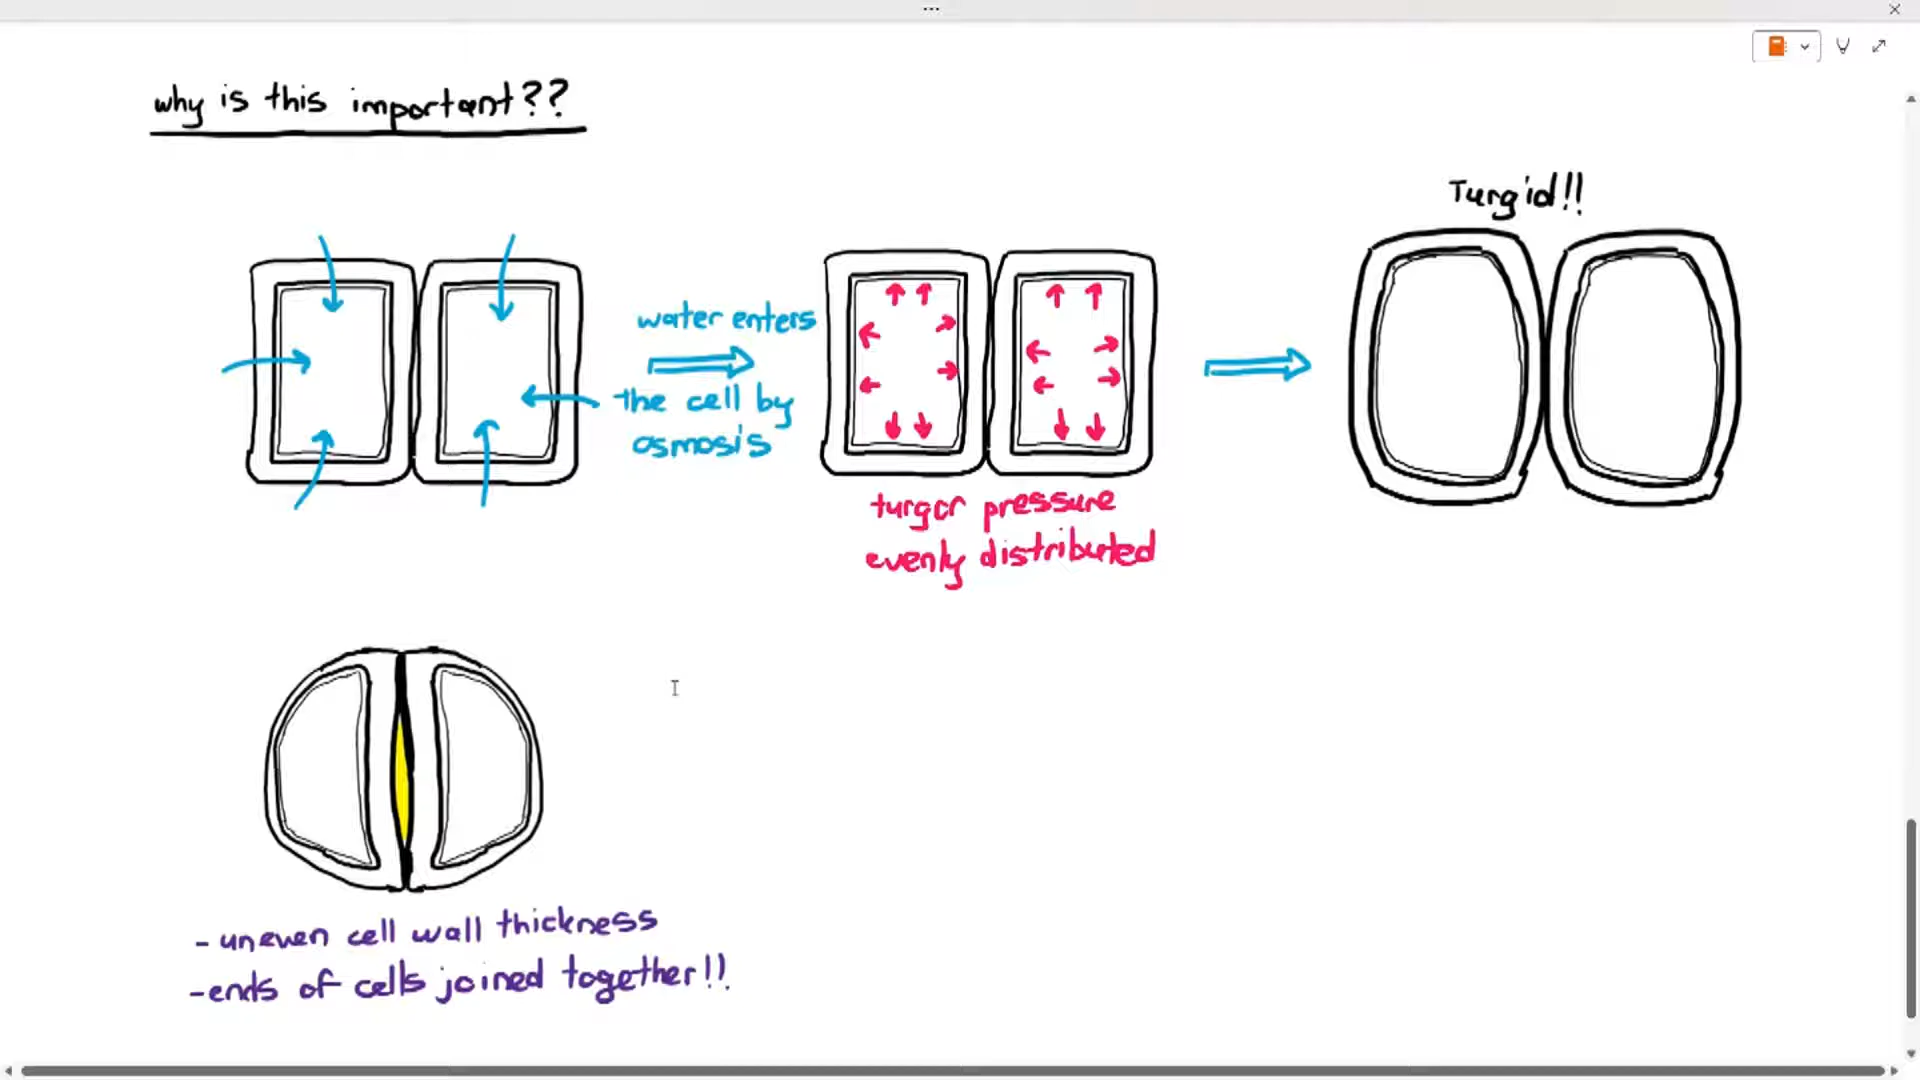 why is this important??
Turgid!!
water enters
the cell by
osmosis
turgor pressure
evenly distributed
- uneven cell wall thickness
- ends of cells joined together!!